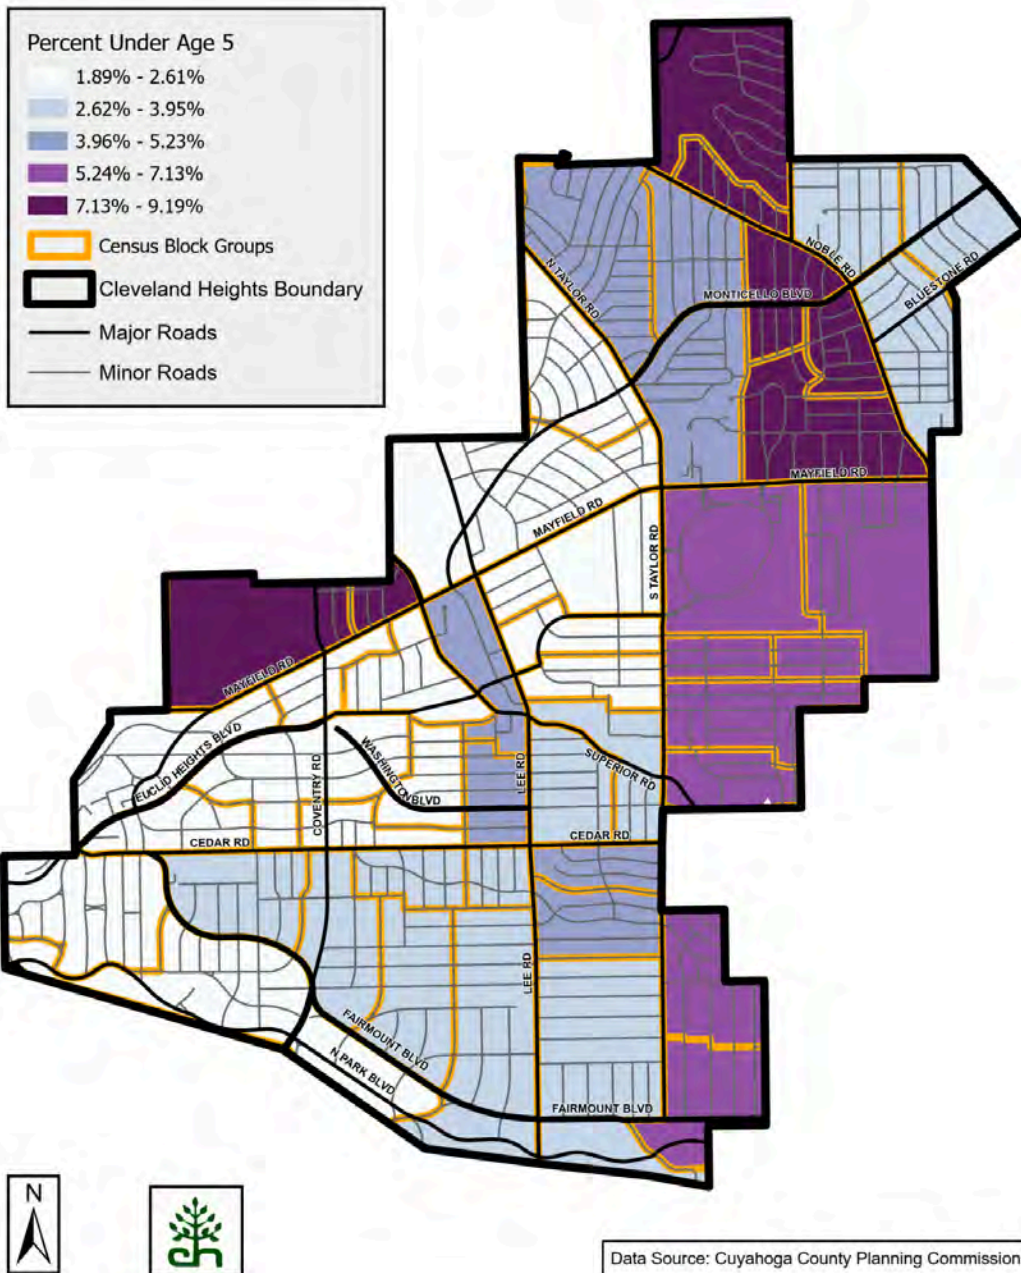 Percent Under Age 5
1.89% - 2.61%
2.62% - 3.95%
3.96% - 5.23%
5.24% - 7.13%
7.13% - 9.19%
Census Block Groups
Cleveland Heights Boundary
Major Roads
Minor Roads
N TAYLOR RD
NOBLE RD
BLUESTONE RD
MONTICELLO BLVD
MAYFIELD RD
MAYFIELD RD
S TAYLOR RD
MAYFIELD RD
EUCLID HEIGHTS BLVD
COVENTRY RD
WASHINGTON BLVD
LEE RD
SUPERIOR RD
CEDAR RD
CEDAR RD
LEE RD
FAIRMOUNT BLVD
N PARK BLVD
FAIRMOUNT BLVD
N
ch
Data Source: Cuyahoga County Planning Commission